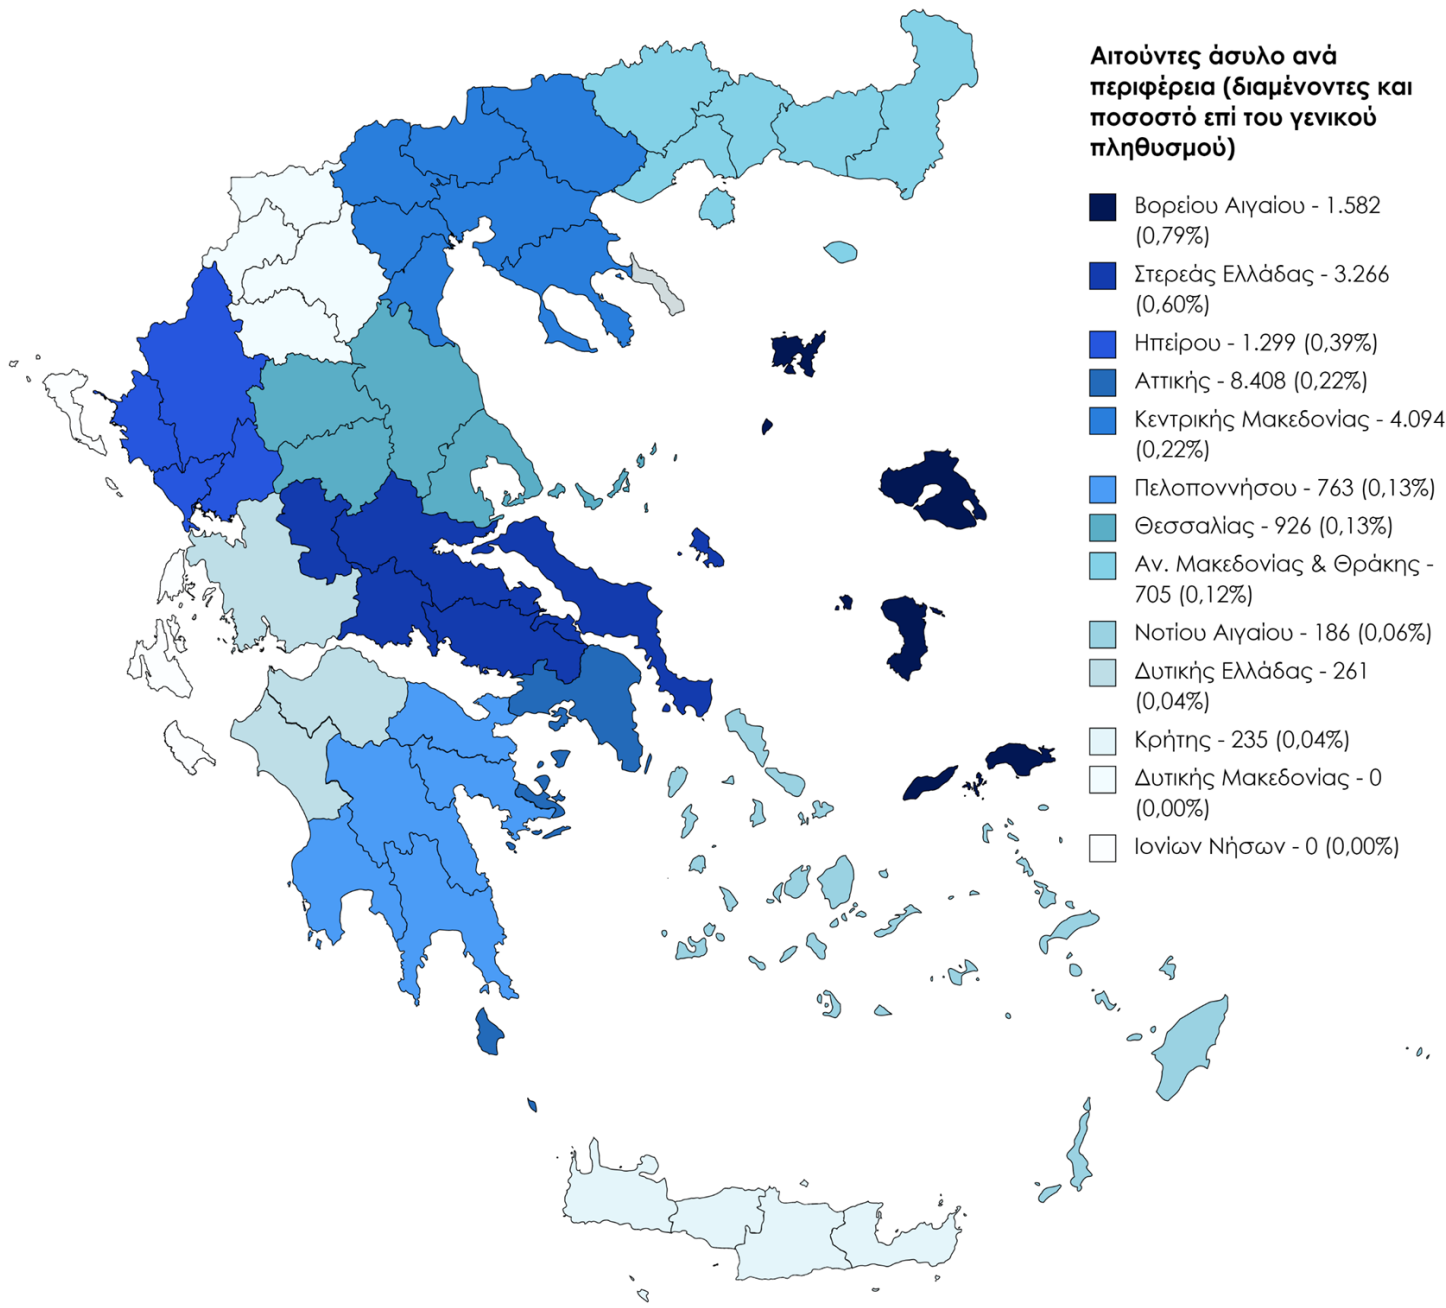 Αιτούντες άσυλο ανά
περιφέρεια (διαμένοντες και
ποσοστό επί του γενικού
πληθυσμού)
Βορείου Αιγαίου - 1.582
(0,79%)
Στερεάς Ελλάδας - 3.266
(0,60%)
Ηπείρου - 1.299 (0,39%)
Αττικής - 8.408 (0,22%)
Κεντρικής Μακεδονίας - 4.094
(0,22%)
Πελοποννήσου - 763 (0,13%)
Θεσσαλίας - 926 (0,13%)
Αν. Μακεδονίας & Θράκης -
705 (0,12%)
Νοτίου Αιγαίου - 186 (0,06%)
Δυτικής Ελλάδας - 261
(0,04%)
Κρήτης - 235 (0,04%)
Δυτικής Μακεδονίας - 0
(0,00%)
Ιονίων Νήσων - 0 (0,00%)